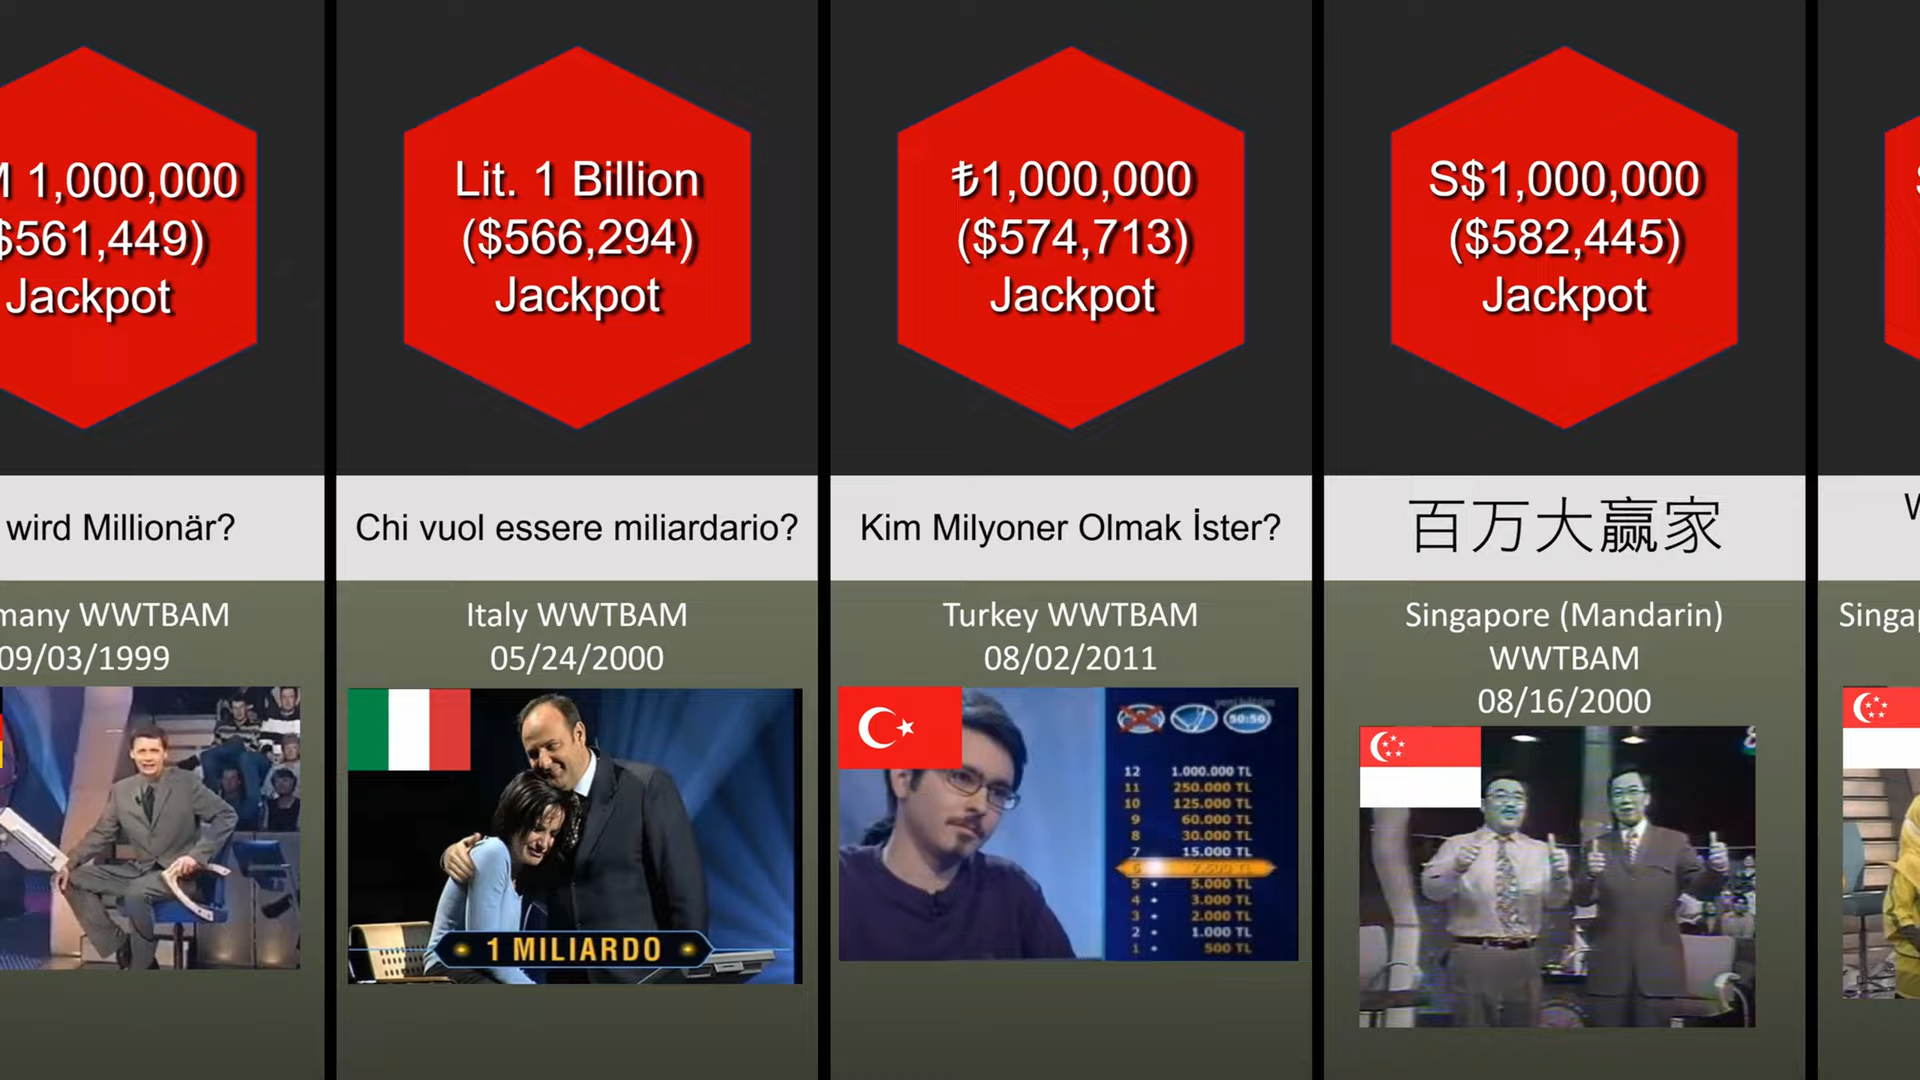 M 1,000,000
$561,449)
Jackpot
wird Millionär?
many WWTBAM
09/03/1999
Lit. 1 Billion
($566,294)
Jackpot
Chi vuol essere miliardario?
Italy WWTBAM
05/24/2000
1 MILIARDO
₺1,000,000
($574,713)
Jackpot
Kim Milyoner Olmak İster?
Turkey WWTBAM
08/02/2011
50:50
12 1.000.000 TL
11 250.000 TL
10 125.000 TL
9 60.000 TL
8 30.000 TL
7 15.000 TL
5 • 5.000 TL
4 • 3.000 TL
3 • 2.000 TL
2 • 1.000 TL
1 • 500 TL
S$1,000,000
($582,445)
Jackpot
百万大赢家
Singapore (Mandarin)
WWTBAM
08/16/2000
Singap